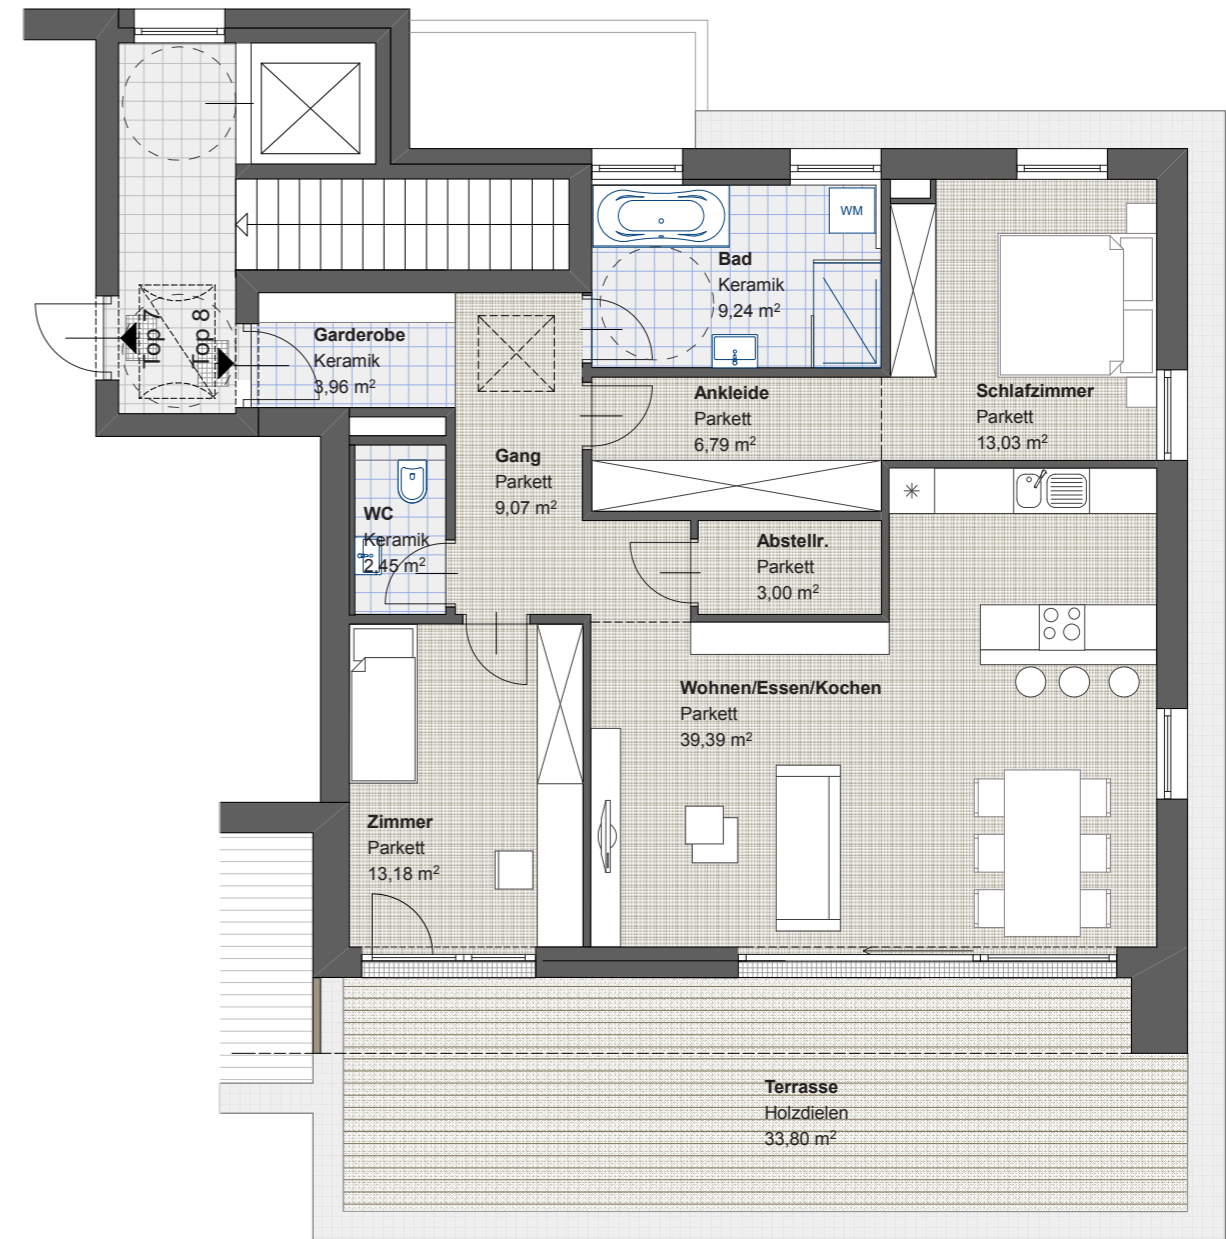 Bad
Keramik
9,24 m²
WM
Top 7
Top 8
Garderobe
Keramik
3,96 m²
Ankleide
Parkett
6,79 m²
Schlafzimmer
Parkett
13,03 m²
Gang
Parkett
9,07 m²
WC
Keramik
2,45 m²
Abstellr.
Parkett
3,00 m²
Wohnen/Essen/Kochen
Parkett
39,39 m²
Zimmer
Parkett
13,18 m²
Terrasse
Holzdielen
33,80 m²